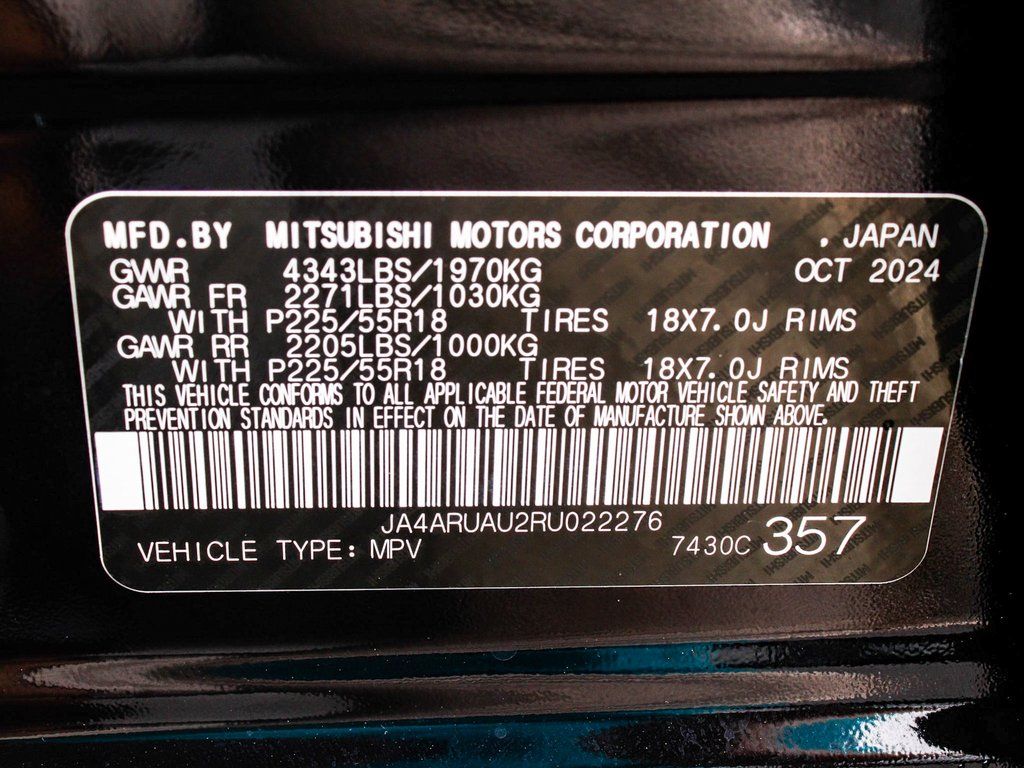 MFD.BY MITSUBISHI MOTORS CORPORATION , JAPAN
GVWR 4343LBS/1970KG OCT 2024
GAWR FR 2271LBS/1030KG
WITH P225/55R18 TIRES 18X7.0J RIMS
GAWR RR 2205LBS/1000KG
WITH P225/55R18 TIRES 18X7.0J RIMS
THIS VEHICLE CONFORMS TO ALL APPLICABLE FEDERAL MOTOR VEHICLE SAFETY AND THEFT
PREVENTION STANDARDS IN EFFECT ON THE DATE OF MANUFACTURE SHOWN ABOVE.
JA4ARUAU2RU022276
VEHICLE TYPE: MPV 7430C 357